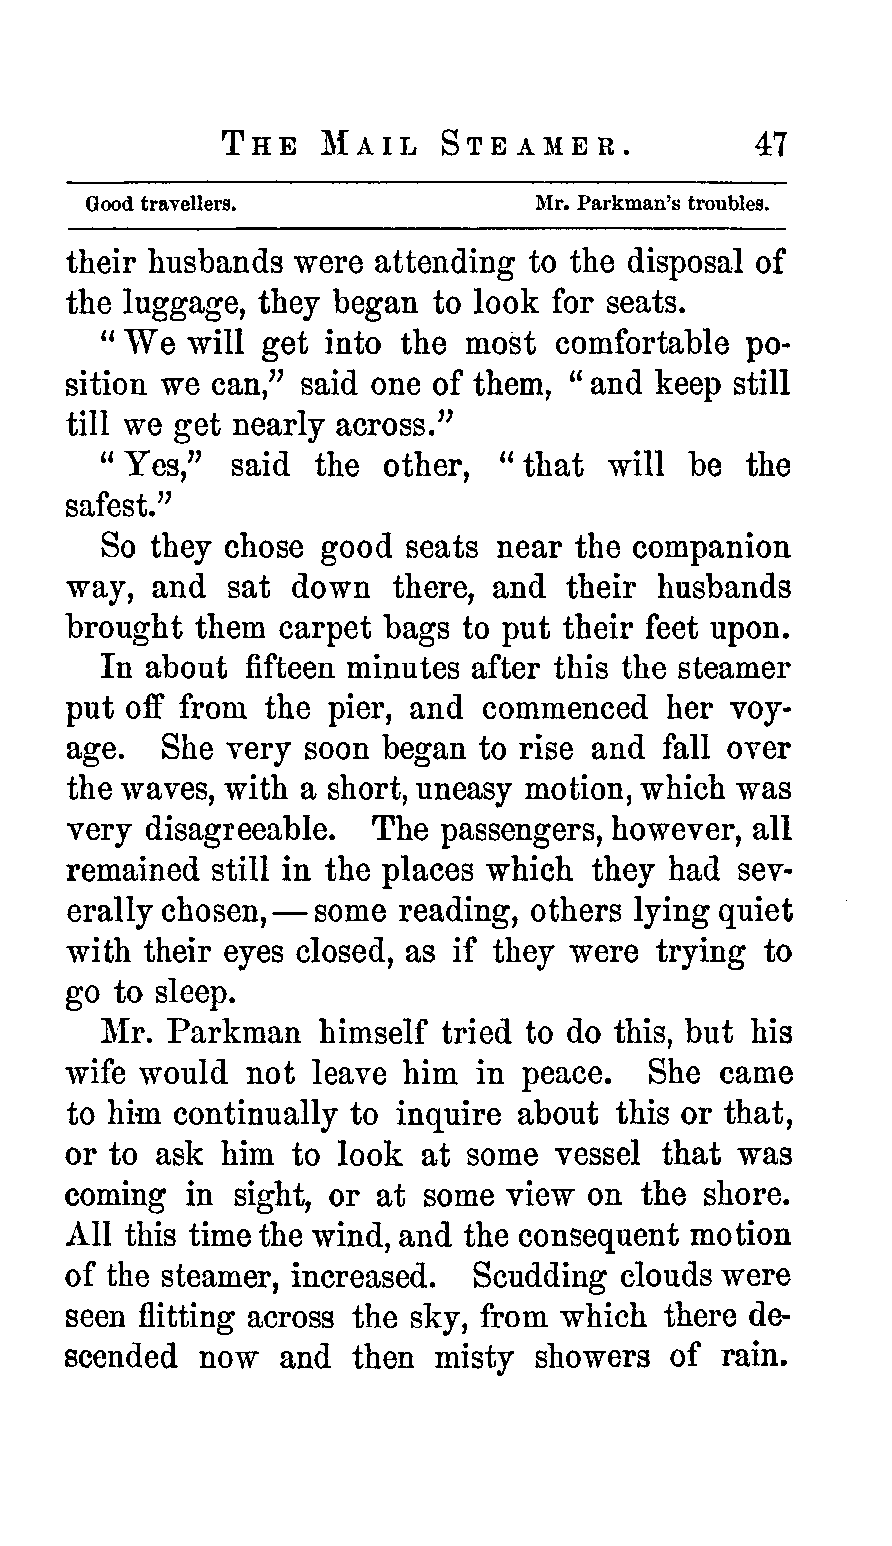 THE MAIL STEAMER. 47
Good travellers. Mr. Parkman's troubles.
their husbands were attending to the disposal of
the luggage, they began to look for seats.
"We will get into the most comfortable po-
sition we can," said one of them, "and keep still
till we get nearly across."
"Yes," said the other, "that will be the
safest."
So they chose good seats near the companion
way, and sat down there, and their husbands
brought them carpet bags to put their feet upon.
In about fifteen minutes after this the steamer
put off from the pier, and commenced her voy-
age. She very soon began to rise and fall over
the waves, with a short, uneasy motion, which was
very disagreeable. The passengers, however, all
remained still in the places which they had sev-
erally chosen,—some reading, others lying quiet
with their eyes closed, as if they were trying to
go to sleep.
Mr. Parkman himself tried to do this, but his
wife would not leave him in peace. She came
to him continually to inquire about this or that,
or to ask him to look at some vessel that was
coming in sight, or at some view on the shore.
All this time the wind, and the consequent motion
of the steamer, increased. Scudding clouds were
seen flitting across the sky, from which there de-
scended now and then misty showers of rain.